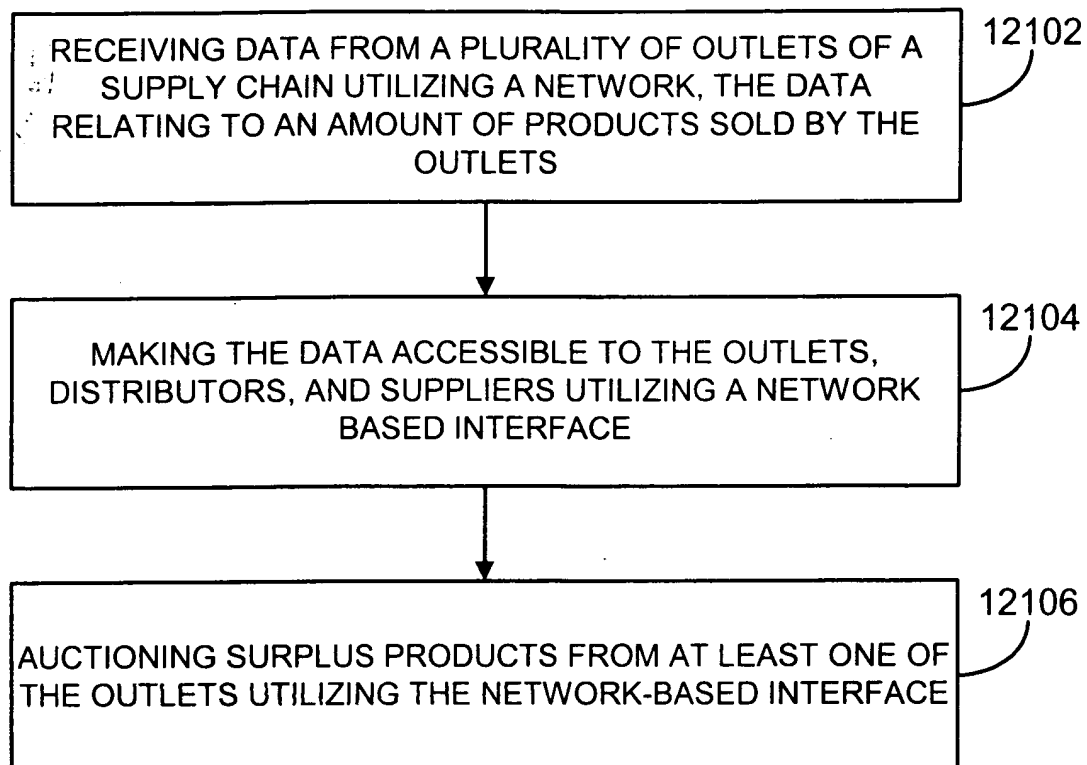 RECEIVING DATA FROM A PLURALITY OF OUTLETS OF A
SUPPLY CHAIN UTILIZING A NETWORK, THE DATA
RELATING TO AN AMOUNT OF PRODUCTS SOLD BY THE
OUTLETS
12102
MAKING THE DATA ACCESSIBLE TO THE OUTLETS,
DISTRIBUTORS, AND SUPPLIERS UTILIZING A NETWORK
BASED INTERFACE
12104
AUCTIONING SURPLUS PRODUCTS FROM AT LEAST ONE OF
THE OUTLETS UTILIZING THE NETWORK-BASED INTERFACE
12106